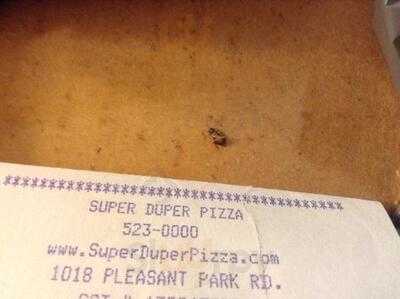 ************************************
SUPER DUPER PIZZA
523-0000
www.SuperDuperPizza.com
1018 PLEASANT PARK RD.